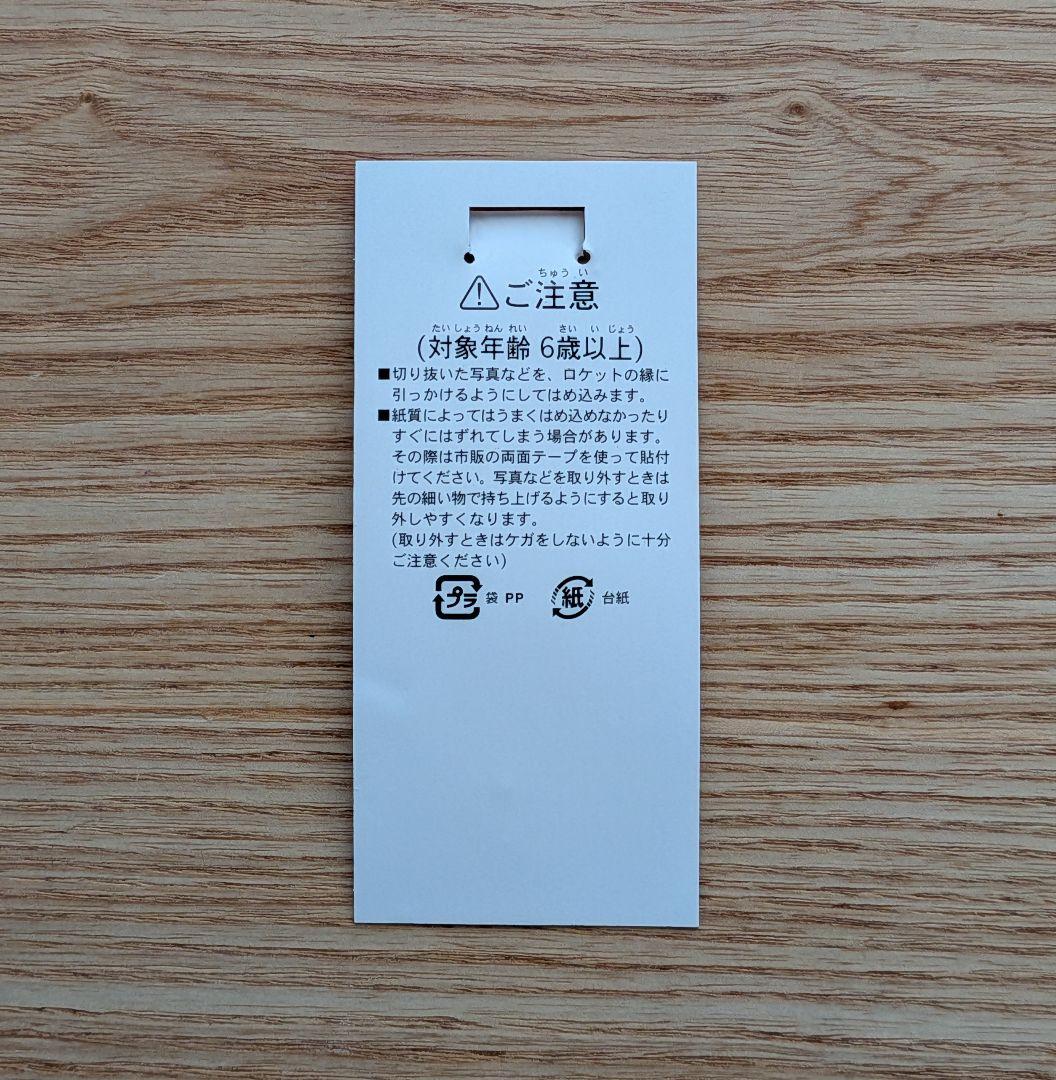 ちゅう い
⚠ご注意
たいしょうねんれい さい い じょう
(対象年齢 6歳以上)
■切り抜いた写真などを、ロケットの縁に
引っかけるようにしてはめ込みます。
■紙質によってはうまくはめ込めなかったり
すぐにはずれてしまう場合があります。
その際は市販の両面テープを使って貼付
けてください。写真などを取り外すときは
先の細い物で持ち上げるようにすると取り
外しやすくなります。
(取り外すときはケガをしないように十分
ご注意ください)
プラ 袋 PP 紙 台紙